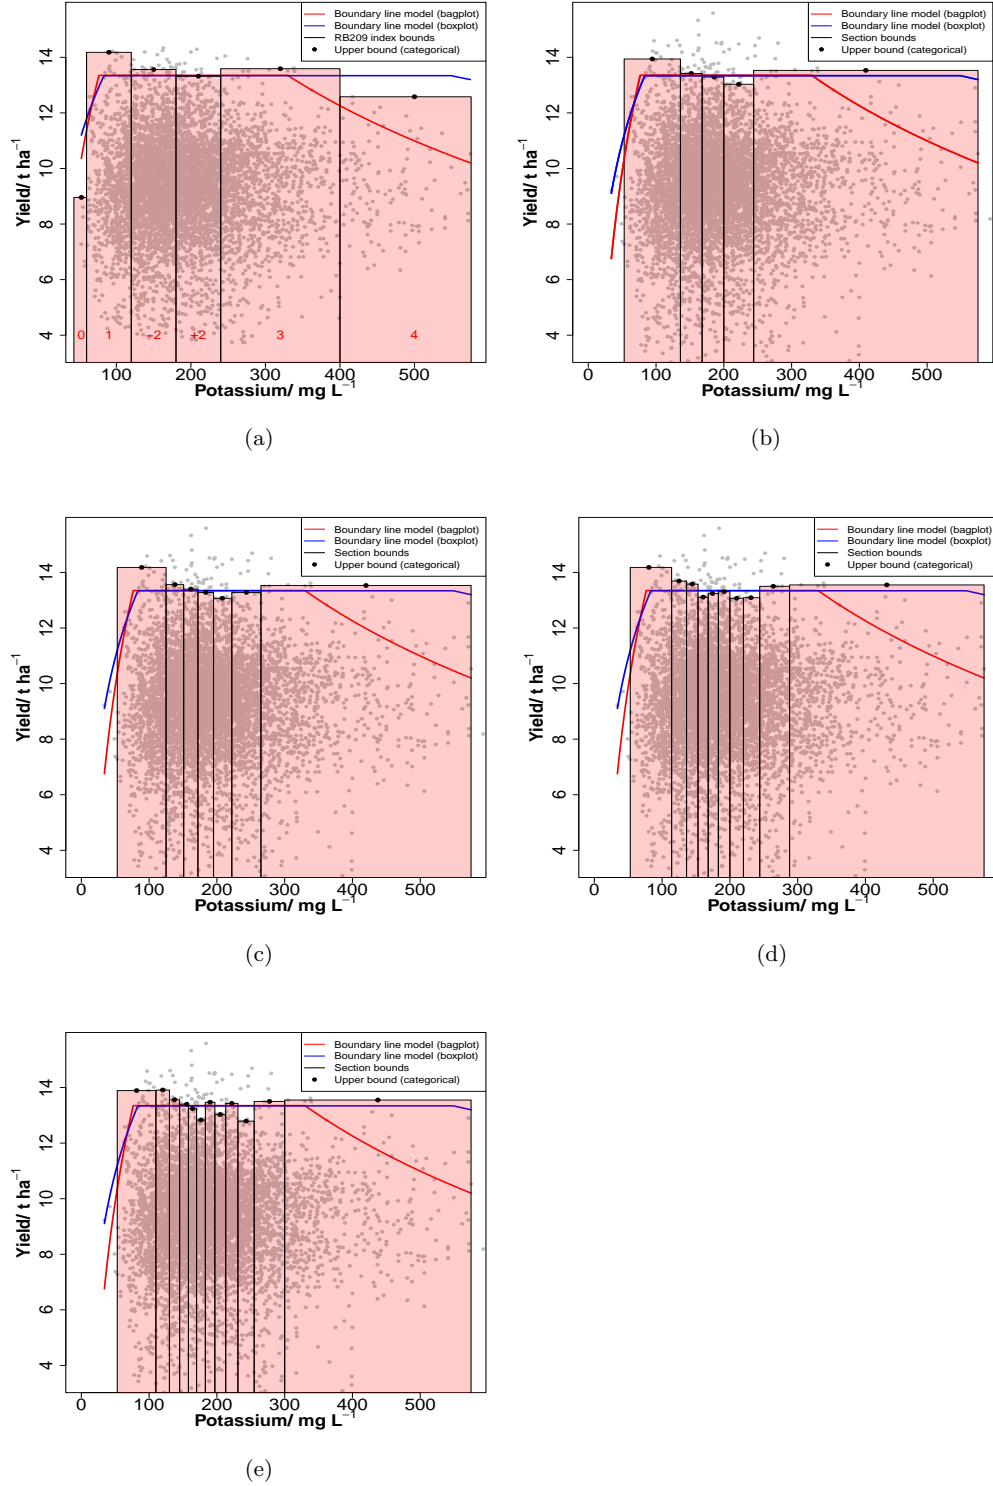 Boundary line model (bagplot)
Boundary line model (boxplot)
RB209 index bounds
Upper bound (categorical)
Yield/ t ha⁻¹
14
12
10
8
6
4
0 1 −2 +2 3 4
100 200 300 400 500
Potassium/ mg L⁻¹
(a)
Boundary line model (bagplot)
Boundary line model (boxplot)
Section bounds
Upper bound (categorical)
Yield/ t ha⁻¹
14
12
10
8
6
4
0 100 200 300 400 500
Potassium/ mg L⁻¹
(b)
Boundary line model (bagplot)
Boundary line model (boxplot)
Section bounds
Upper bound (categorical)
Yield/ t ha⁻¹
14
12
10
8
6
4
0 100 200 300 400 500
Potassium/ mg L⁻¹
(c)
Boundary line model (bagplot)
Boundary line model (boxplot)
Section bounds
Upper bound (categorical)
Yield/ t ha⁻¹
14
12
10
8
6
4
0 100 200 300 400 500
Potassium/ mg L⁻¹
(d)
Boundary line model (bagplot)
Boundary line model (boxplot)
Section bounds
Upper bound (categorical)
Yield/ t ha⁻¹
14
12
10
8
6
4
0 100 200 300 400 500
Potassium/ mg L⁻¹
(e)